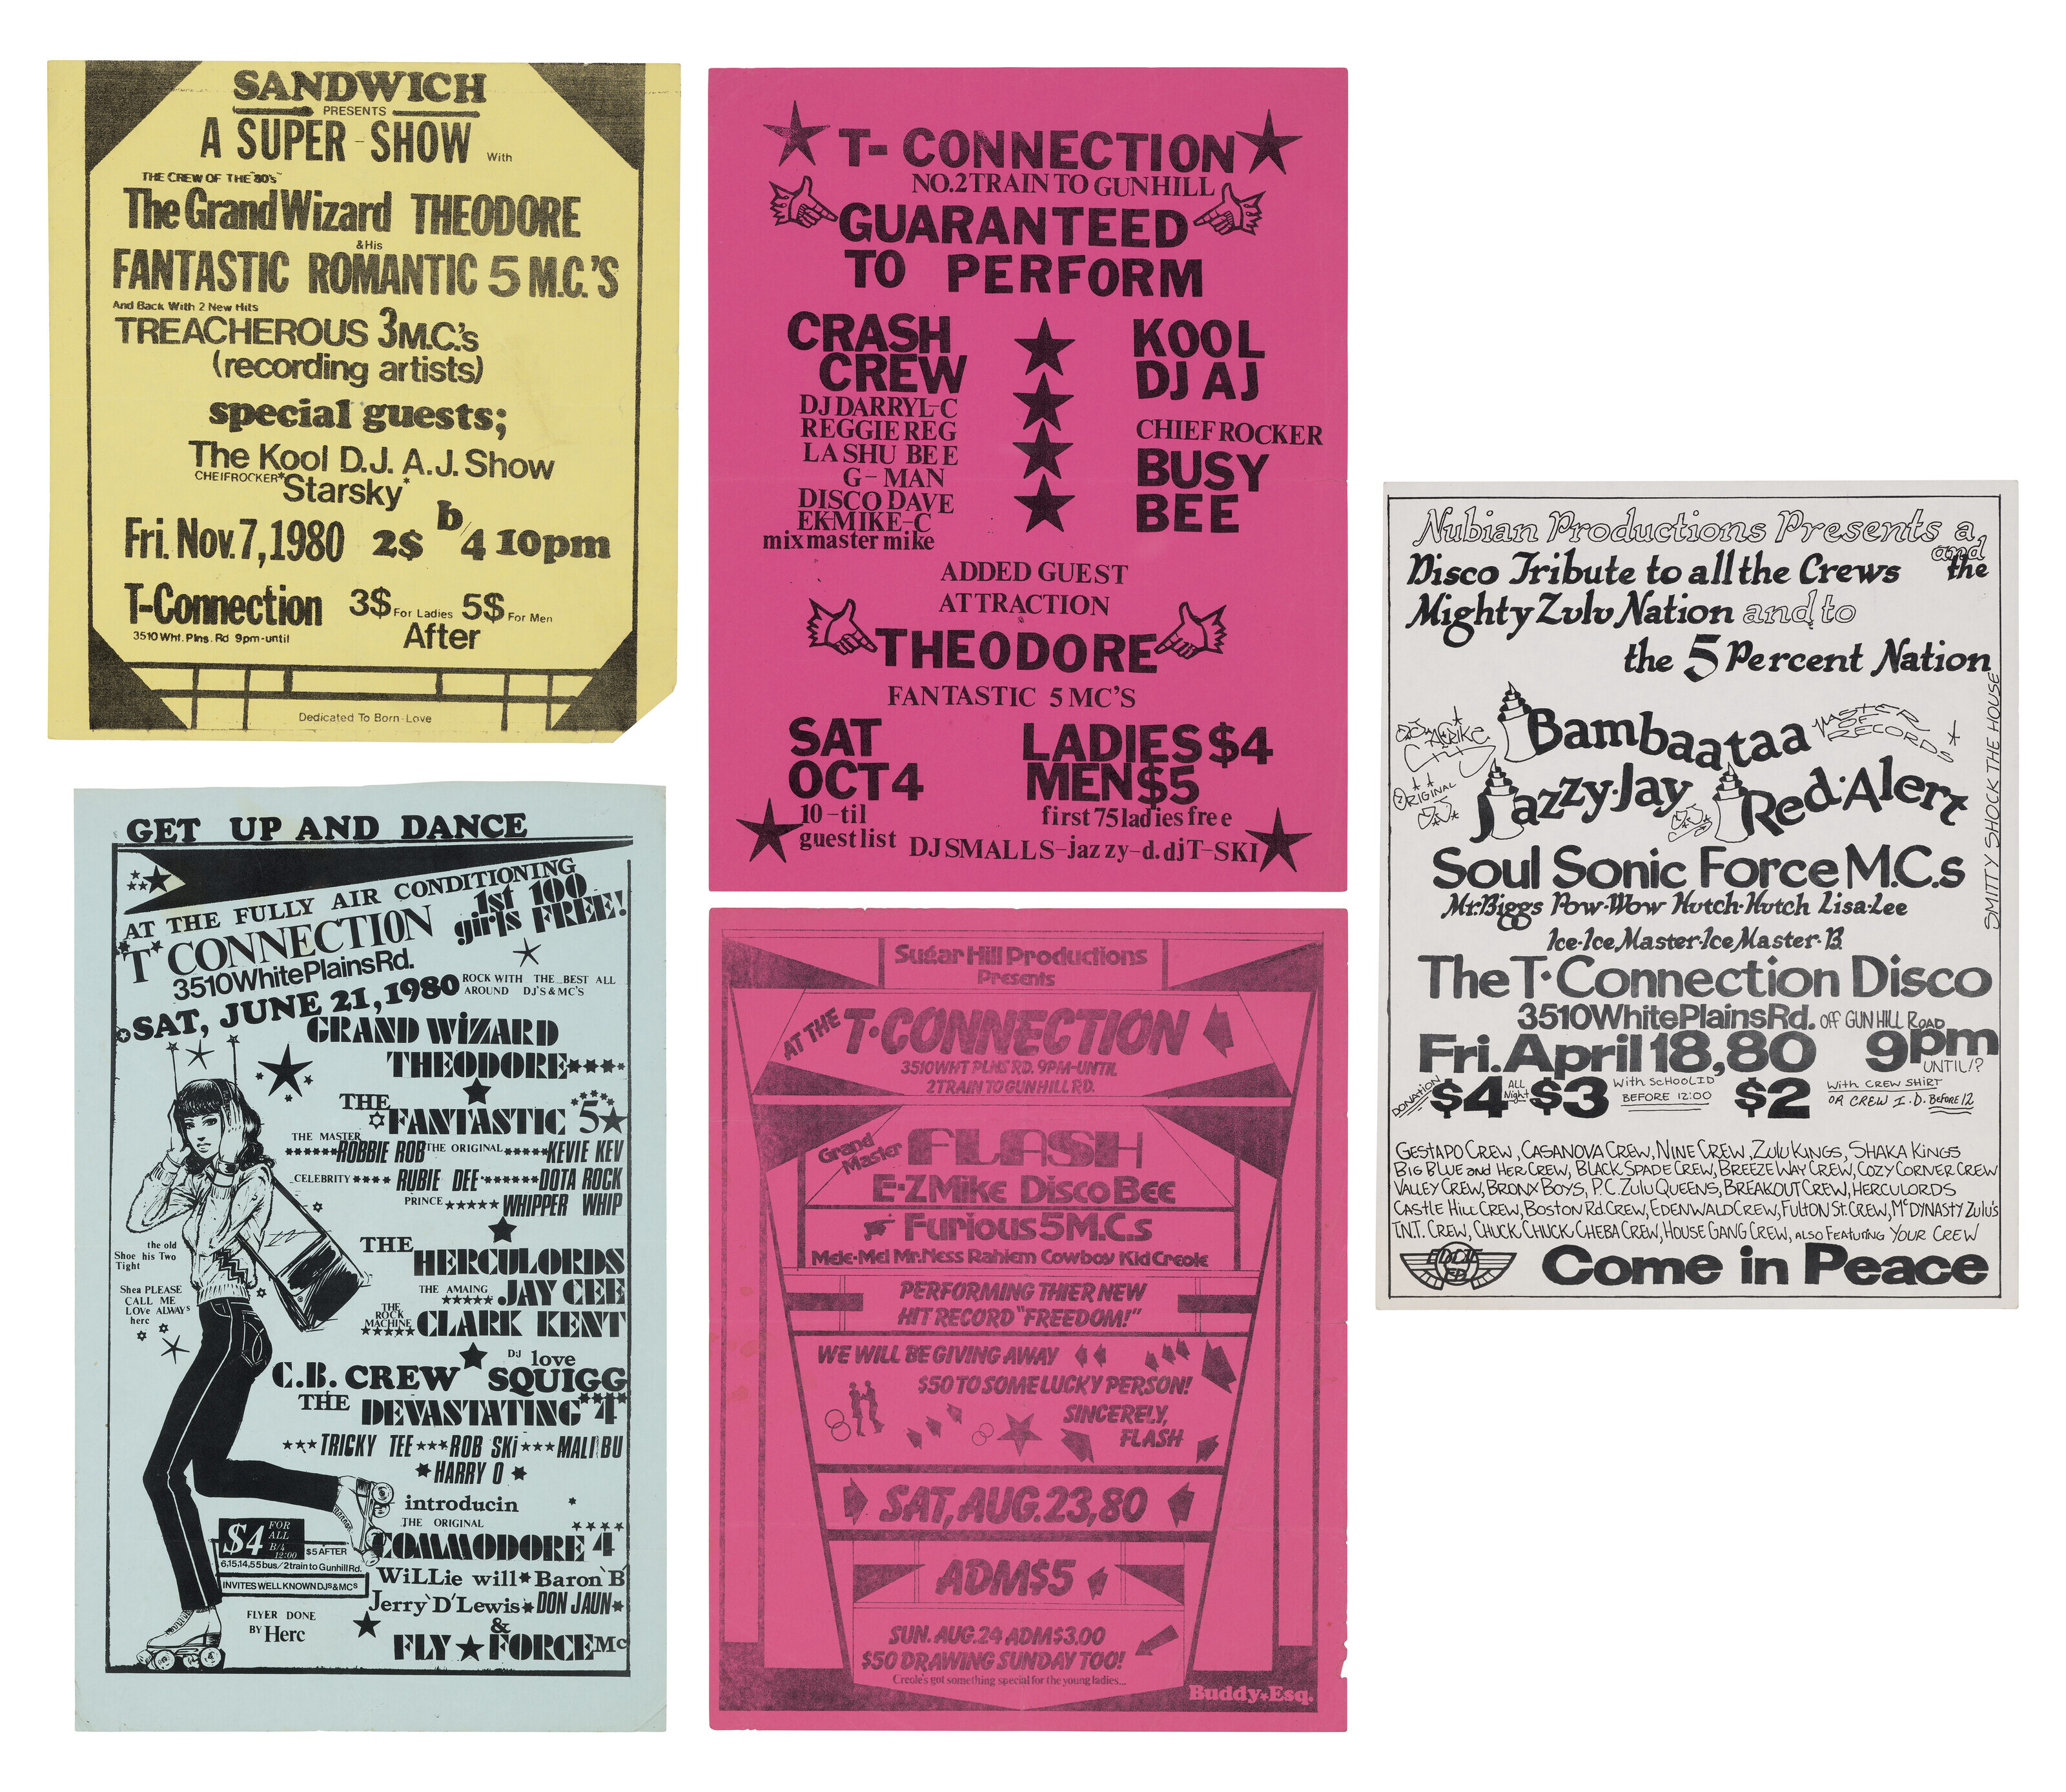 SANDWICH
PRESENTS
A SUPER-SHOW With
THE CREW OF THE "80's"
The Grand Wizard THEODORE
& His
FANTASTIC ROMANTIC 5 M.C.'S
And Back With 2 New Hits
TREACHEROUS 3 M.C.'s
(recording artists)
special guests;
The Kool D.J. A.J. Show
CHEIFROCKER *Starsky*
Fri. Nov. 7, 1980 2$ b/4 10pm
T-Connection 3$ For Ladies 5$ For Men
3510 Wht. Plns. Rd 9pm-until After
Dedicated To Born-Love
GET UP AND DANCE
AT THE FULLY AIR CONDITIONING
"T" CONNECTION
1st 100
girls FREE!
3510 White Plains Rd.
SAT, JUNE 21, 1980
ROCK WITH THE BEST ALL
AROUND DJ'S & MC'S
GRAND WIZARD
THEODORE
THE
FANTASTIC 5
THE MASTER ROBBIE ROB THE ORIGINAL KEVIE KEV
CELEBRITY RUBIE DEE DOTA ROCK
PRINCE WHIPPER WHIP
THE
HERCULORDS
THE AMAING JAY CEE
THE ROCK MACHINE CLARK KENT
the old
Shoe his Two
Tight
Shea PLEASE
CALL ME
LOVe ALWAYs
herc
C.B. CREW DJ love SQUIGG
THE DEVASTATING "4"
TRICKY TEE ROB SKi MALIBU
HARRY O
introducin
THE ORIGINAL
COMMODORE 4
WiLLie will Baron`B'
Jerry`D'Lewis DON JAUN
&
FLY FORCE Mc
$4 FOR ALL B/4 12:00 $5 AFTER
6,15,14,55 bus/2 train to Gunhill Rd.
INVITES WELL KNOWN DJs & MCs
FLYER DONE
BY Herc
T- CONNECTION
NO.2 TRAIN TO GUNHILL
GUARANTEED
TO PERFORM
CRASH
CREW
DJ DARRYL-C
REGGIE REG
LA SHU BEE
G-MAN
DISCO DAVE
EK-MIKE-C
mix master mike
KOOL
DJ AJ
CHIEF ROCKER
BUSY
BEE
ADDED GUEST
ATTRACTION
THEODORE
FANTASTIC 5 MC'S
SAT
OCT 4
10-til
guest list
LADIES $4
MEN $5
first 75 ladies free
DJ SMALLS-jazzy-d. dj T-SKI
Sugar Hill Productions
Presents
AT THE T-CONNECTION
3510 WHT PLNS RD. 9PM-UNTIL
2 TRAIN TO GUNHILL RD.
Grand Master FLASH
E-Z Mike Disco Bee
Furious 5 M.C.s
Mele-Mel Mr. Ness Rahiem Cowboy Kid Creole
PERFORMING THIER NEW
HIT RECORD "FREEDOM!"
WE WILL BE GIVING AWAY
$50 TO SOME LUCKY PERSON!
SINCERELY,
FLASH
SAT, AUG. 23, 80
ADM $5
SUN. AUG. 24 ADM $3.00
$50 DRAWING SUNDAY TOO!
Creole's got something special for the young ladies...
Buddy*Esq.
Nubian Productions Presents a
Disco Tribute to all the Crews and the
Mighty Zulu Nation and to
the 5 Percent Nation
Bambaataa MASTER OF RECORDS
ORIGINAL
Jazzy-Jay Red-Alert
SMITTY SHOCK THE HOUSE
Soul Sonic Force M.C.s
Mr. Biggs Pow-Wow Hutch-Hutch Lisa-Lee
Ice-Ice Master-Ice Master-B
The T-Connection Disco
3510 White Plains Rd. OFF GUN HILL ROAD
Fri. April 18, 80 9pm
UNTIL!?
DONATION $4 ALL Night $3 With SCHOOL ID BEFORE 12:00 $2 With CREW SHIRT OR CREW I.D. BEFORE 12
GESTAPO CREW, CASANOVA CREW, NINE CREW, ZULU KINGS, SHAKA KINGS
BIG BLUE and HER CREW, BLACK SPADE CREW, BREEZE WAY CREW, COZY CORNER CREW
VALLEY CREW, BRONX BOYS, P.C. ZULU QUEENS, BREAKOUT CREW, HERCULORDS
CASTLE HILL CREW, BOSTON RD. CREW, EDENWALD CREW, FULTON ST. CREW, Mc DYNASTY ZULU'S
T.N.T. CREW, CHUCK CHUCK CHEBA CREW, HOUSE GANG CREW, ALSO FEATURING YOUR CREW
Come in Peace